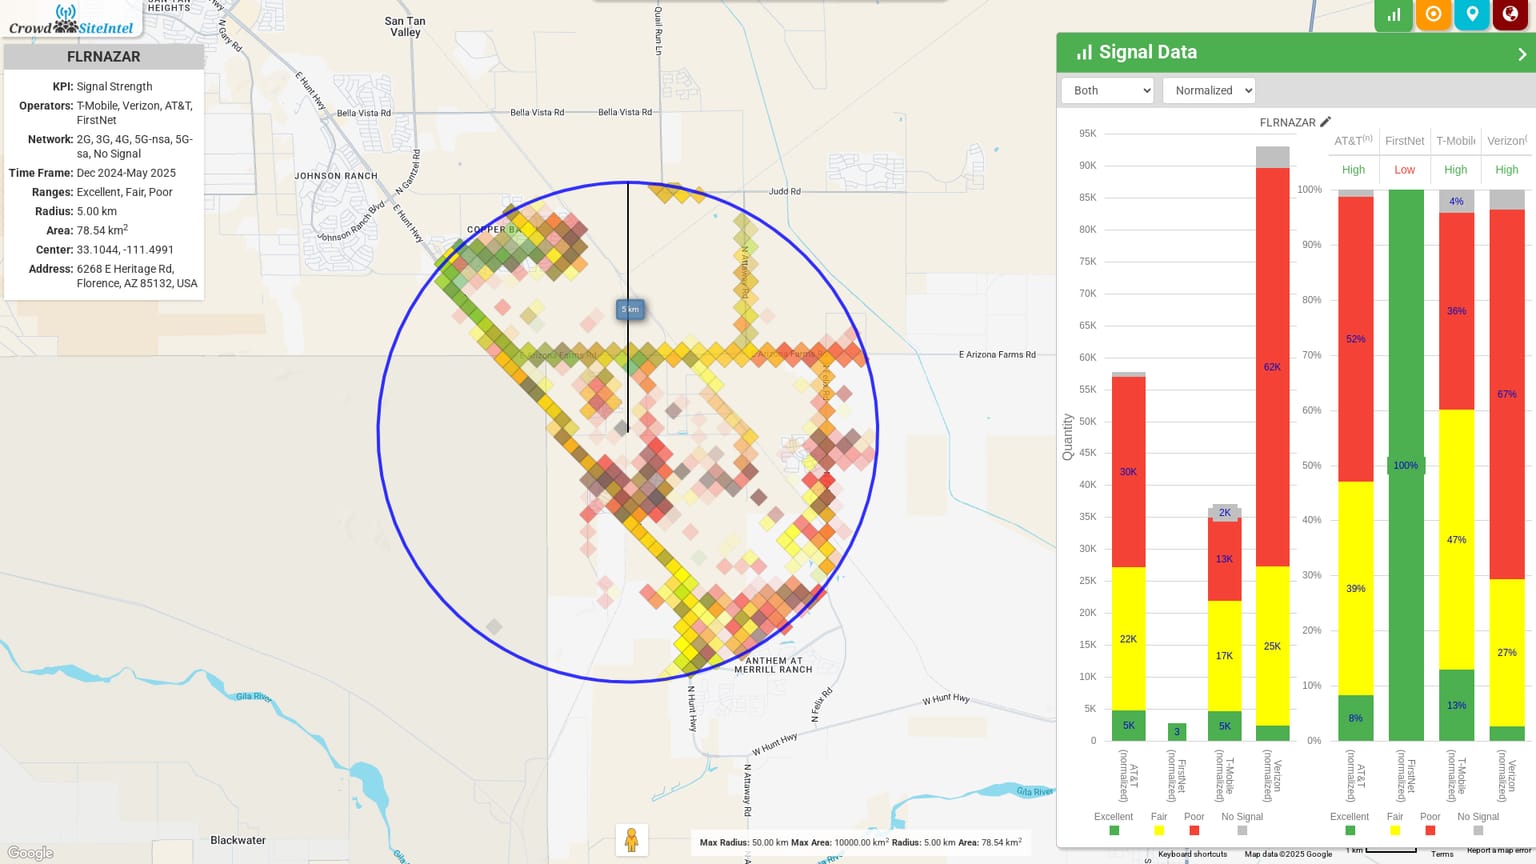 SAN TAN
HEIGHTS
Crowd SiteIntel
N Gary Rd
San Tan
Valley
Quail Run Ln
FLRNAZAR
KPI: Signal Strength
Operators: T-Mobile, Verizon, AT&T,
FirstNet
Network: 2G, 3G, 4G, 5G-nsa, 5G-
sa, No Signal
Time Frame: Dec 2024-May 2025
Ranges: Excellent, Fair, Poor
Radius: 5.00 km
Area: 78.54 km²
Center: 33.1044, -111.4991
Address: 6268 E Heritage Rd,
Florence, AZ 85132, USA
E Hunt Hwy
Bella Vista Rd
Bella Vista Rd
Bella Vista Rd
JOHNSON RANCH
N Gantzel Rd
Johnson Ranch Blvd
E Hunt Hwy
Judd Rd
COPPER BA
N Attaway Rd
5 km
E Arizona Farms Rd
E Arizona Farms R
E Arizona Farms Rd
N Felix Rd
ANTHEM AT
MERRILL RANCH
N Hunt Hwy
N Felix Rd
W Hunt Hwy
W Hunt Hwy
N Attaway Rd
N A
Gila River
Gila River
Gila
Blackwater
Google
Max Radius: 50.00 km Max Area: 10000.00 km² Radius: 5.00 km Area: 78.54 km²
Signal Data
Both
Normalized
FLRNAZAR
95K
90K
85K
80K
75K
70K
65K
60K
55K
50K
45K
40K
35K
30K
25K
20K
15K
10K
5K
0
Quantity
30K
22K
5K
3
2K
13K
17K
5K
62K
25K
AT&T
(normalized)
FirstNet
(normalized)
T-Mobile
(normalized)
Verizon
(normalized)
Excellent Fair Poor No Signal
AT&T(n) FirstNet T-Mobile Verizon(
High Low High High
100%
90%
80%
70%
60%
50%
40%
30%
20%
10%
0%
52%
39%
8%
100%
4%
36%
47%
13%
67%
27%
AT&T
(normalized)
FirstNet
(normalized)
T-Mobile
(normalized)
Verizon
(normalized)
Excellent Fair Poor No Signal
Keyboard shortcuts Map data ©2025 Google 1 km Terms Report a map error